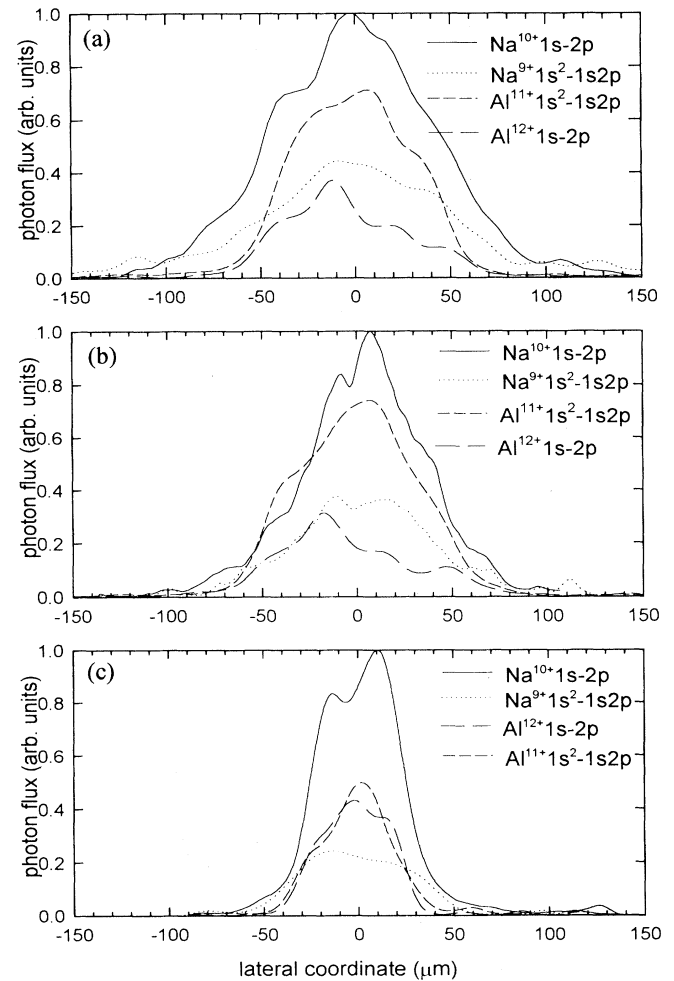 (a)
Na10+1s-2p
Na9+1s2-1s2p
Al11+1s2-1s2p
Al12+1s-2p
photon flux (arb. units)
1.0
0.8
0.6
0.4
0.2
0.0
-150 -100 -50 0 50 100 150
(b)
Na10+1s-2p
Na9+1s2-1s2p
Al11+1s2-1s2p
Al12+1s-2p
photon flux (arb. units)
1.0
0.8
0.6
0.4
0.2
0.0
-150 -100 -50 0 50 100 150
(c)
Na10+1s-2p
Na9+1s2-1s2p
Al12+1s-2p
Al11+1s2-1s2p
photon flux (arb. units)
1.0
0.8
0.6
0.4
0.2
0.0
-150 -100 -50 0 50 100 150
lateral coordinate (μm)